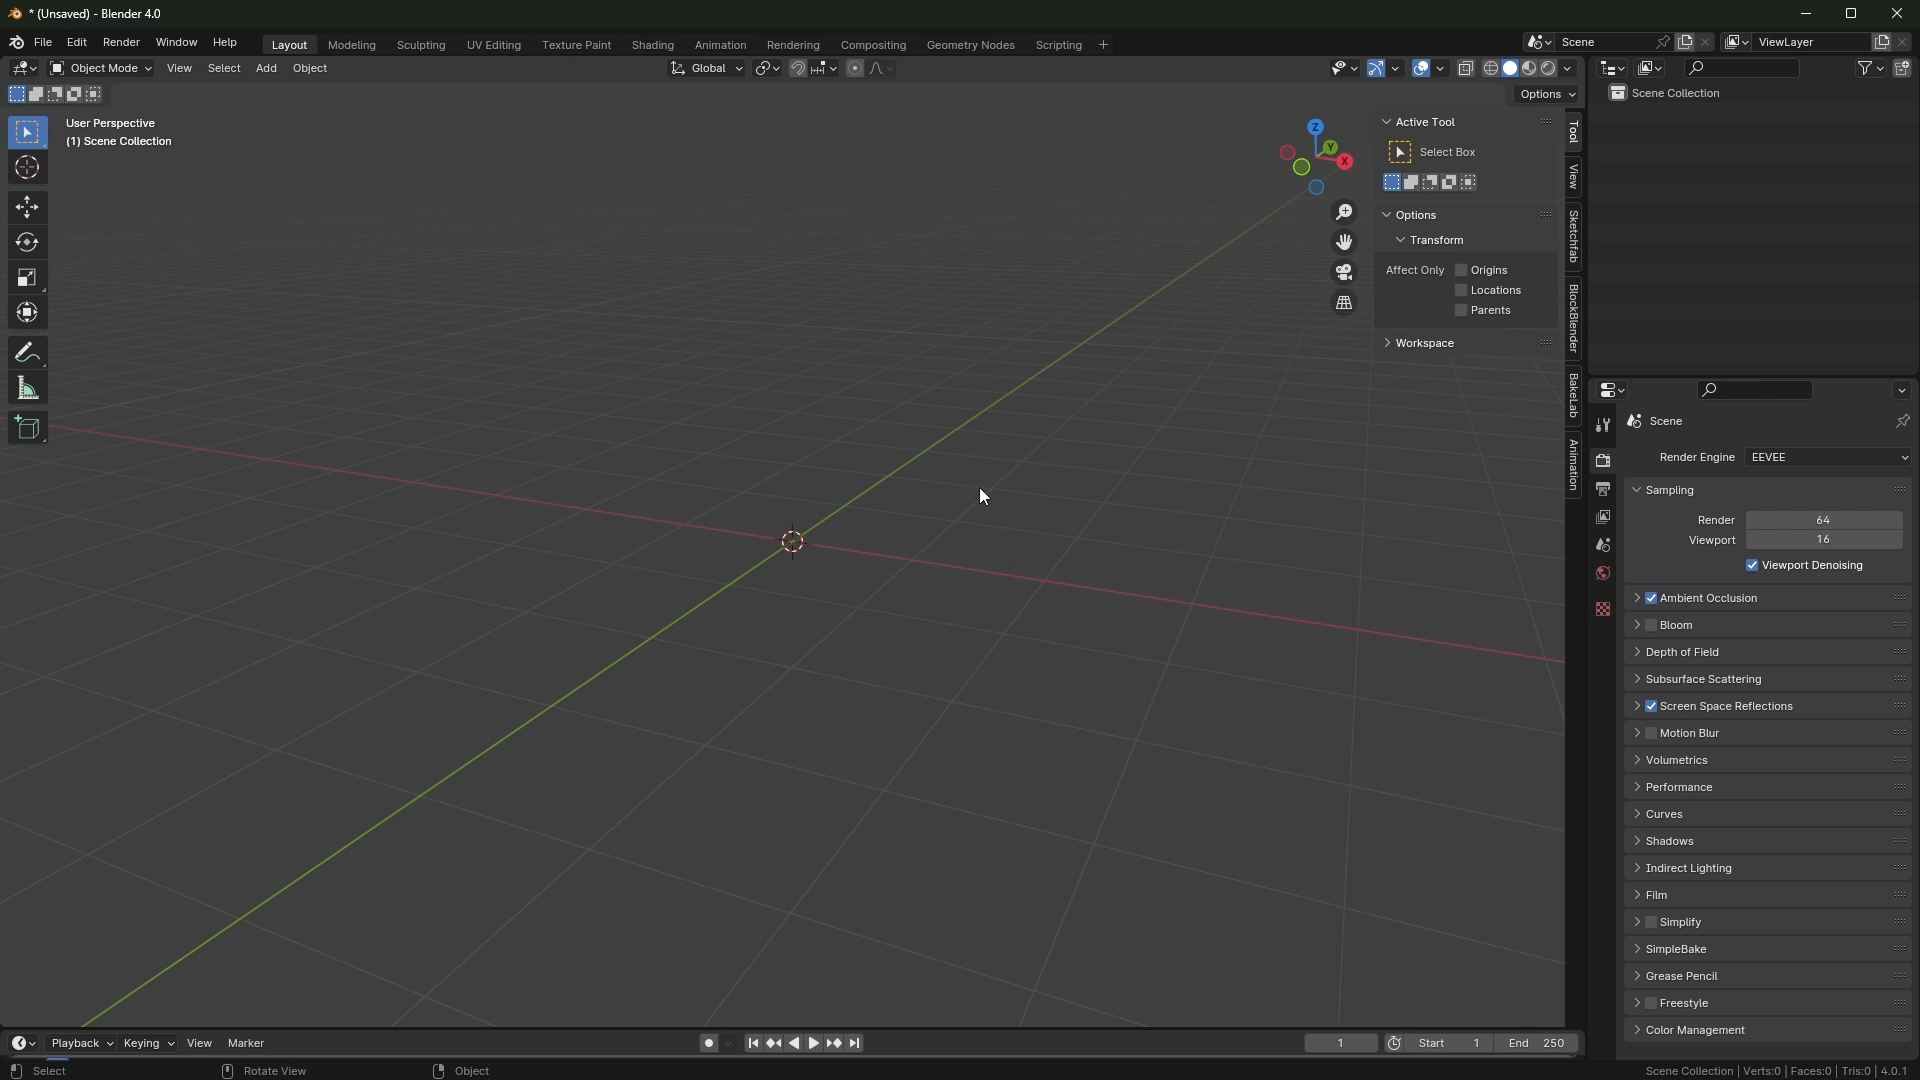 * (Unsaved) - Blender 4.0
File Edit Render Window Help
Layout Modeling Sculpting UV Editing Texture Paint Shading Animation Rendering Compositing Geometry Nodes Scripting +
Scene
ViewLayer
Object Mode View Select Add Object
Global
Options
User Perspective
(1) Scene Collection
Z
Y
X
Active Tool
Select Box
Options
Transform
Affect Only Origins
Locations
Parents
Workspace
Tool
View
Sketchfab
BlockBlender
BakeLab
Animation
Scene Collection
Scene
Render Engine EEVEE
Sampling
Render 64
Viewport 16
Viewport Denoising
Ambient Occlusion
Bloom
Depth of Field
Subsurface Scattering
Screen Space Reflections
Motion Blur
Volumetrics
Performance
Curves
Shadows
Indirect Lighting
Film
Simplify
SimpleBake
Grease Pencil
Freestyle
Color Management
Playback Keying View Marker
1
Start 1 End 250
Select Rotate View Object
Scene Collection | Verts:0 | Faces:0 | Tris:0 | 4.0.1